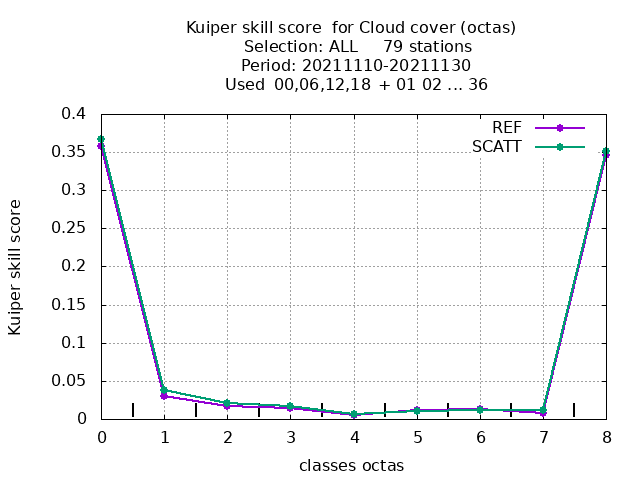 Kuiper skill score  for Cloud cover (octas)
Selection: ALL     79 stations
Period: 20211110-20211130
Used  00,06,12,18 + 01 02 ... 36
REF
SCATT
Kuiper skill score
0.4
0.35
0.3
0.25
0.2
0.15
0.1
0.05
0
0 1 2 3 4 5 6 7 8
classes octas